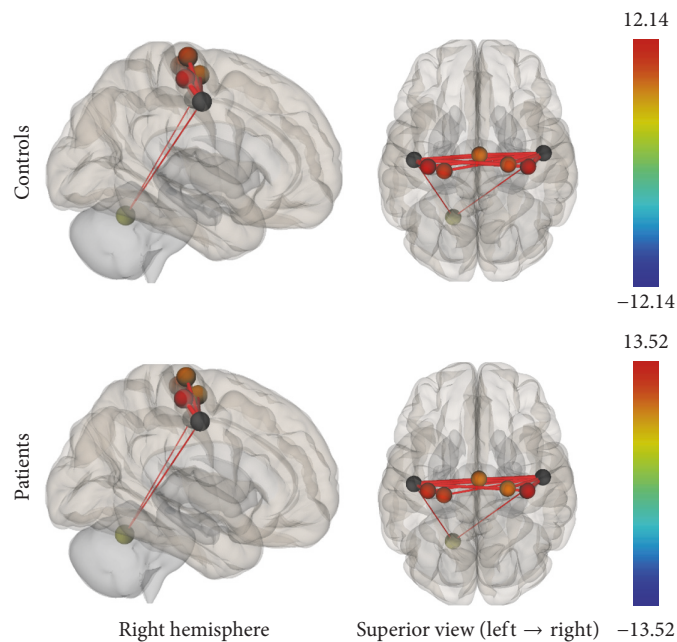 12.14
Controls
−12.14
13.52
Patients
−13.52
Right hemisphere
Superior view (left → right)